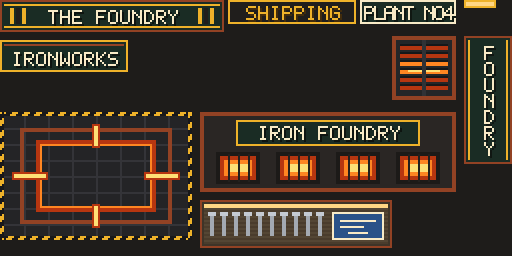 THE FOUNDRY
SHIPPING
PLANT NO4
IRONWORKS
FOUNDRY
IRON FOUNDRY